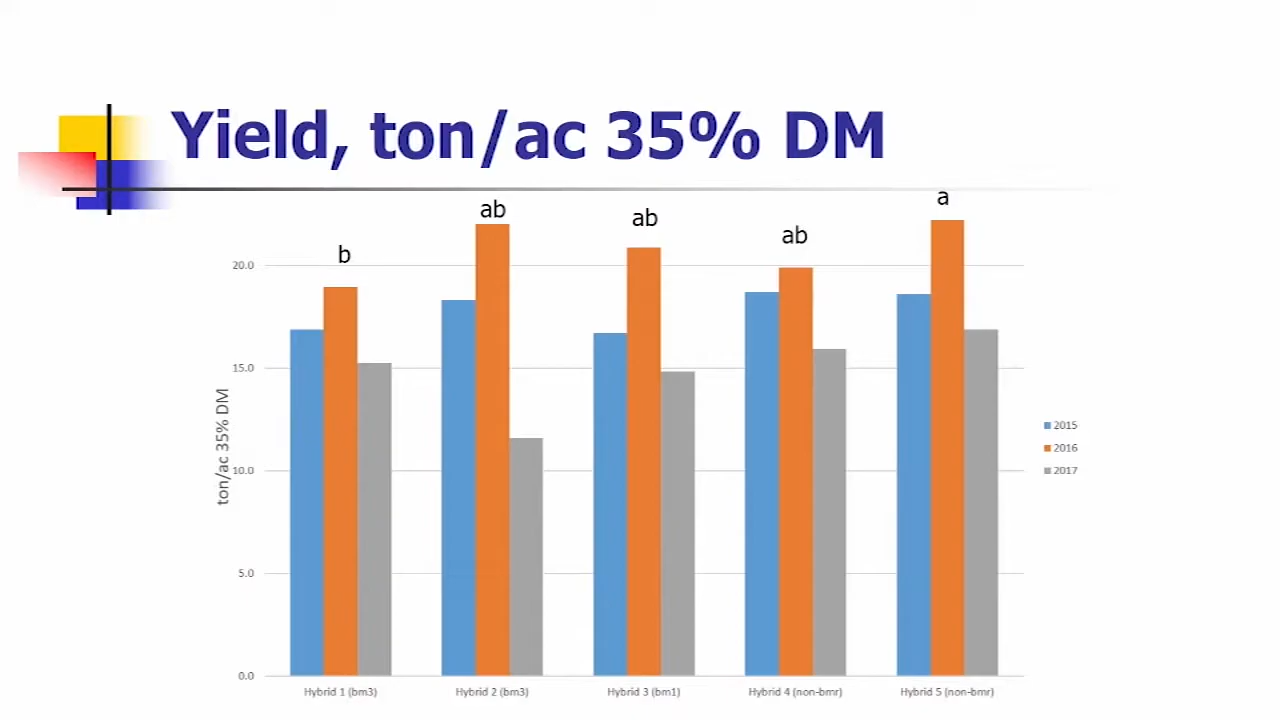 Yield, ton/ac 35% DM
a
ab
ab
ab
b
20.0
15.0
10.0
5.0
0.0
ton/ac 35% DM
2015
2016
2017
Hybrid 1 (bm3)
Hybrid 2 (bm3)
Hybrid 3 (bm1)
Hybrid 4 (non-bmr)
Hybrid 5 (non-bmr)